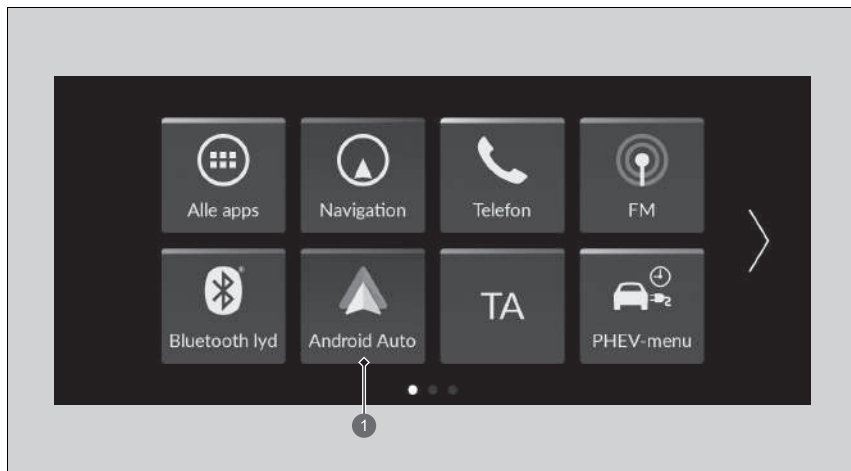 Alle apps
Navigation
Telefon
FM
Bluetooth lyd
Android Auto
TA
PHEV-menu
1